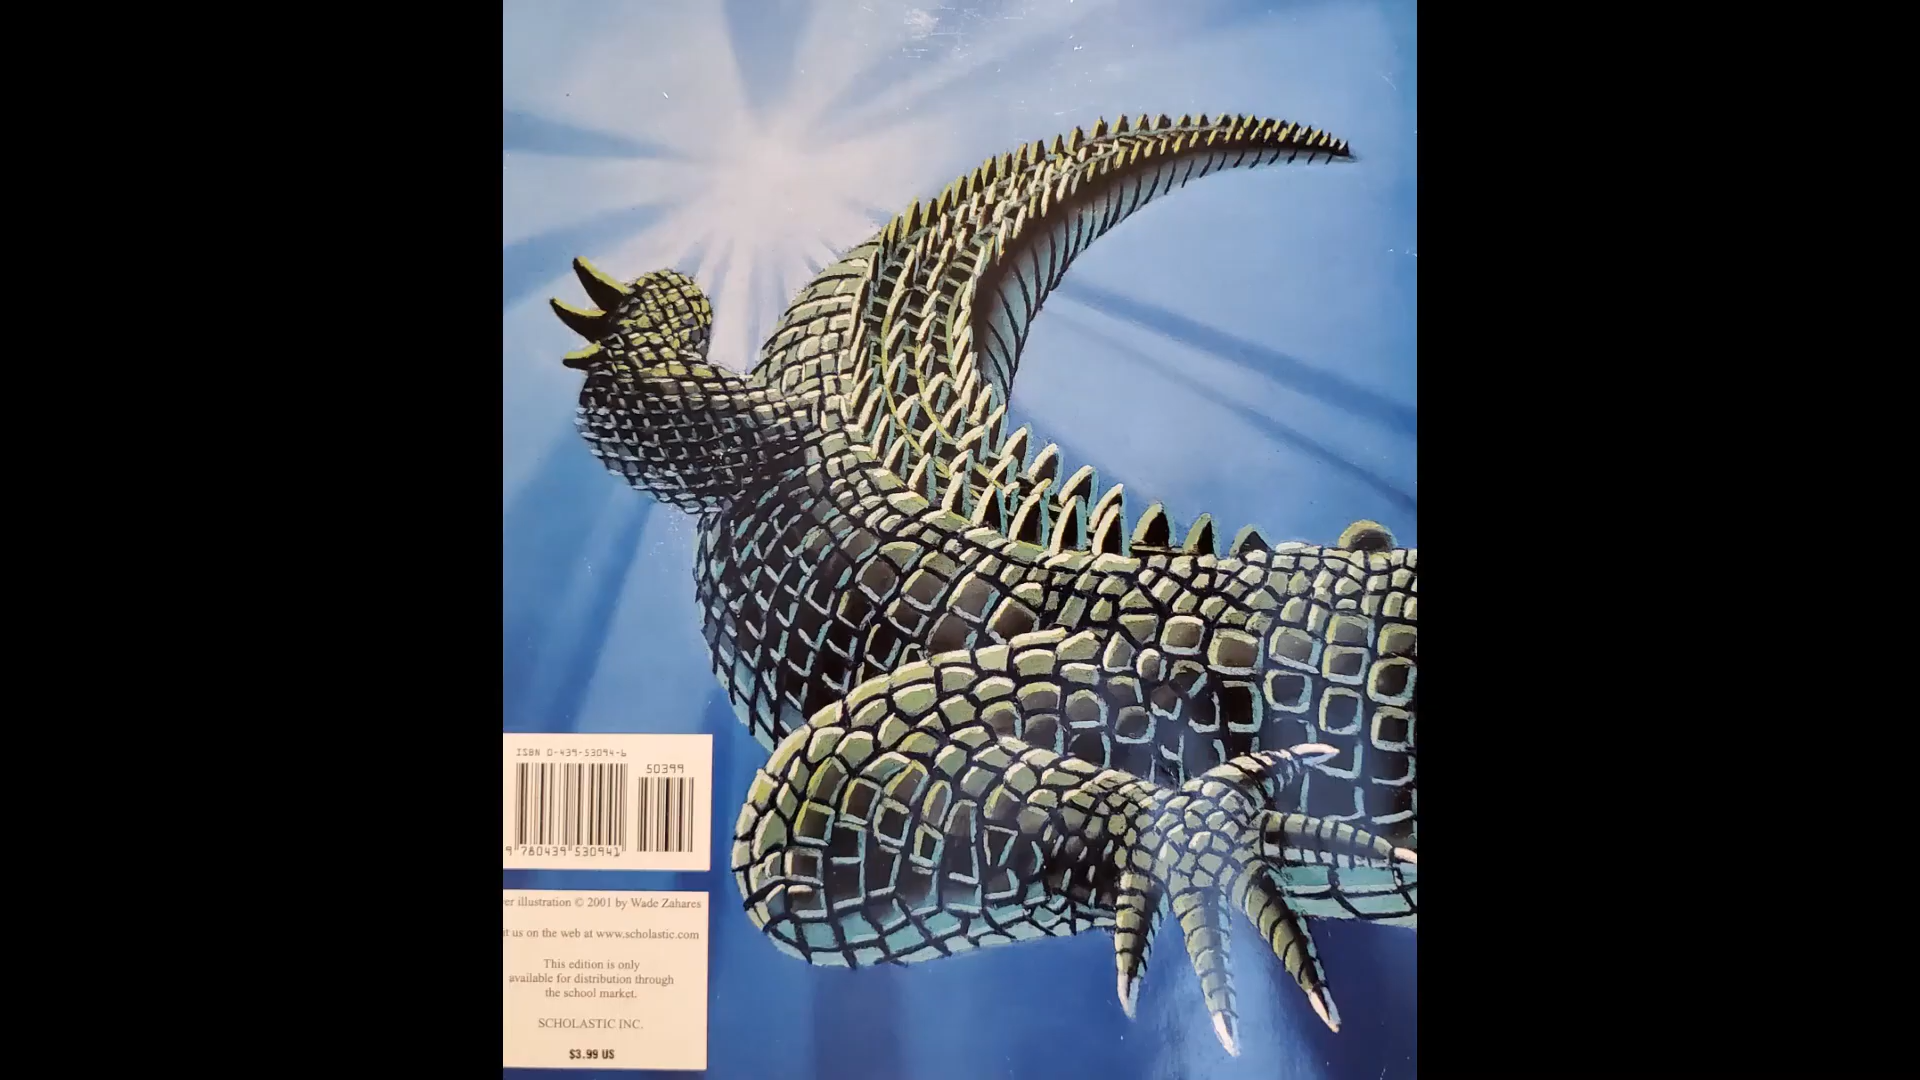 ISBN 0-439-53094-6
50399
9 780439 530941
er illustration © 2001 by Wade Zahares
t us on the web at www.scholastic.com
This edition is only
available for distribution through
the school market.
SCHOLASTIC INC.
$3.99 US